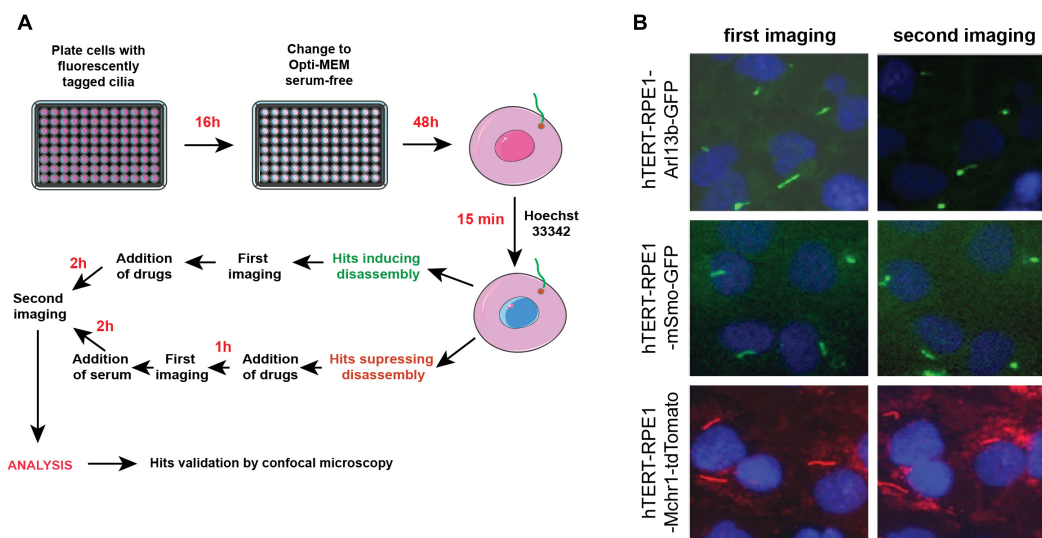 A
Plate cells with
fluorescently
tagged cilia
16h
Change to
Opti-MEM
serum-free
48h
15 min
Hoechst
33342
Hits inducing
disassembly
First
imaging
Addition
of drugs
2h
Second
imaging
Hits supressing
disassembly
Addition
of drugs
1h
First
imaging
Addition
of serum
2h
ANALYSIS
Hits validation by confocal microscopy
B
first imaging
second imaging
hTERT-RPE1-
Arl13b-GFP
hTERT-RPE1
-mSmo-GFP
hTERT-RPE1
-Mchr1-tdTomato